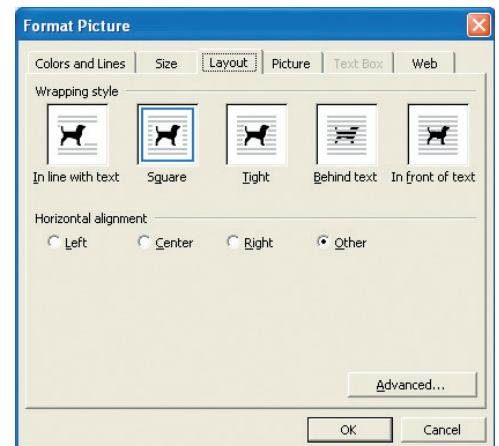 Format Picture
Colors and Lines Size Layout Picture Text Box Web
Wrapping style
In line with text Square Tight Behind text In front of text
Horizontal alignment
Left Center Right Other
Advanced...
OK Cancel